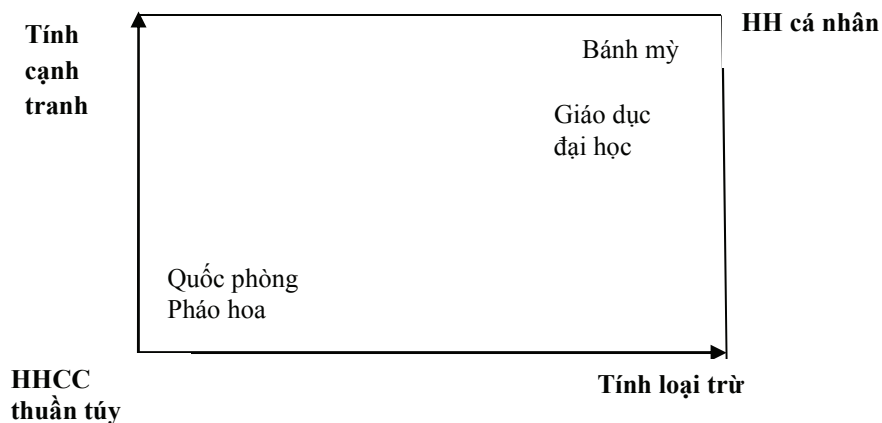 Tính
cạnh
tranh
HH cá nhân
Bánh mỳ
Giáo dục
đại học
Quốc phòng
Pháo hoa
HHCC
thuần túy
Tính loại trừ